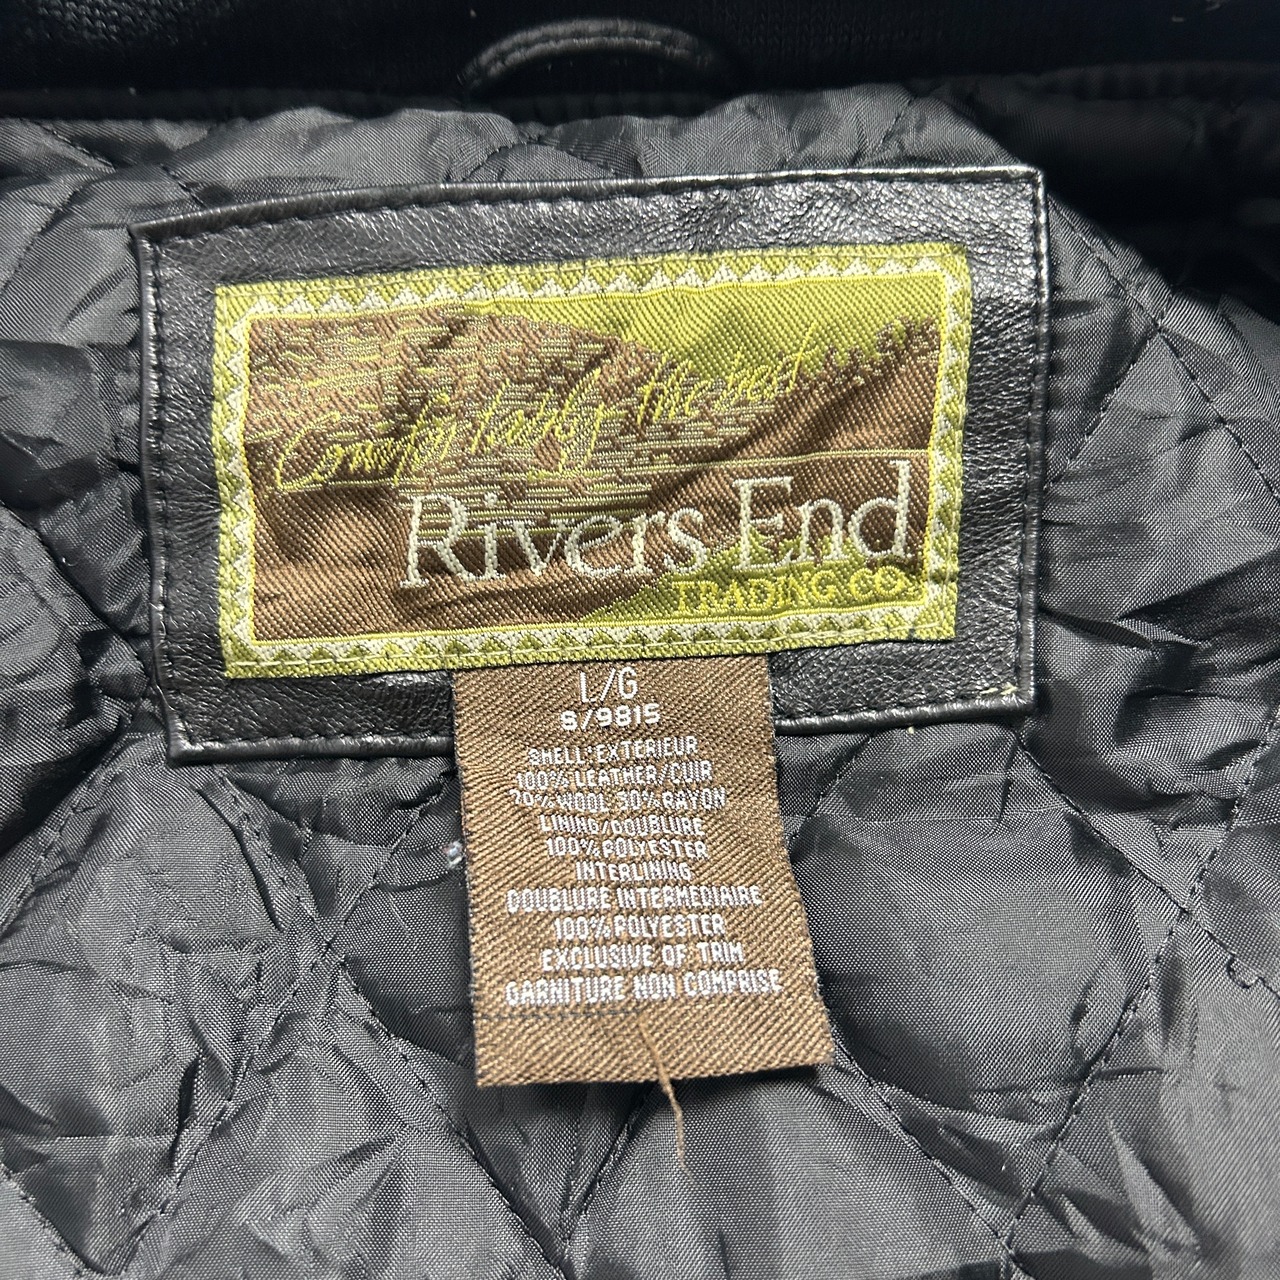 Comfortably Threaded
Rivers End
TRADING CO.
L/G
S/9815
SHELL/EXTERIEUR
100% LEATHER/CUIR
70% WOOL 30% RAYON
LINING/DOUBLURE
100% POLYESTER
INTERLINING
DOUBLURE INTERMEDIAIRE
100% POLYESTER
EXCLUSIVE OF TRIM
GARNITURE NON COMPRISE